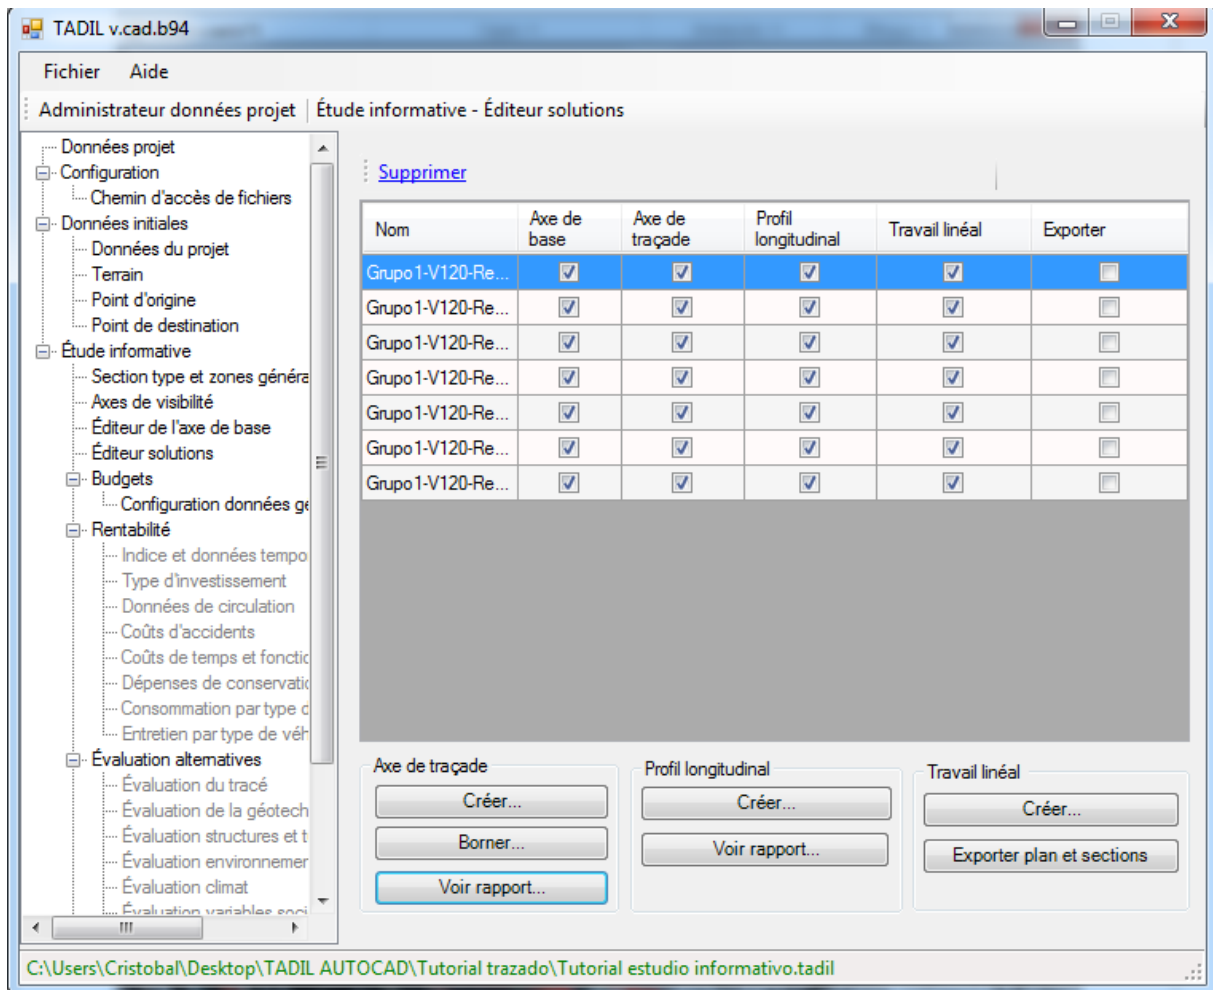 TADIL v.cad.b94
Fichier Aide
Administrateur données projet Étude informative - Éditeur solutions
Données projet
Configuration
Chemin d'accès de fichiers
Données initiales
Données du projet
Terrain
Point d'origine
Point de destination
Étude informative
Section type et zones généra
Axes de visibilité
Éditeur de l'axe de base
Éditeur solutions
Budgets
Configuration données gé
Rentabilité
Indice et données tempo
Type d'investissement
Données de circulation
Coûts d'accidents
Coûts de temps et fonctio
Dépenses de conservatio
Consommation par type d
Entretien par type de véh
Évaluation alternatives
Évaluation du tracé
Évaluation de la géotech
Évaluation structures et t
Évaluation environnemen
Évaluation climat
Évaluation variables soci
Supprimer
Nom Axe de base Axe de traçade Profil longitudinal Travail linéal Exporter
Grupo1-V120-Re...
Grupo1-V120-Re...
Grupo1-V120-Re...
Grupo1-V120-Re...
Grupo1-V120-Re...
Grupo1-V120-Re...
Grupo1-V120-Re...
Axe de traçade
Créer...
Borner...
Voir rapport...
Profil longitudinal
Créer...
Voir rapport...
Travail linéal
Créer...
Exporter plan et sections
C:\Users\Cristobal\Desktop\TADIL AUTOCAD\Tutorial trazado\Tutorial estudio informativo.tadil